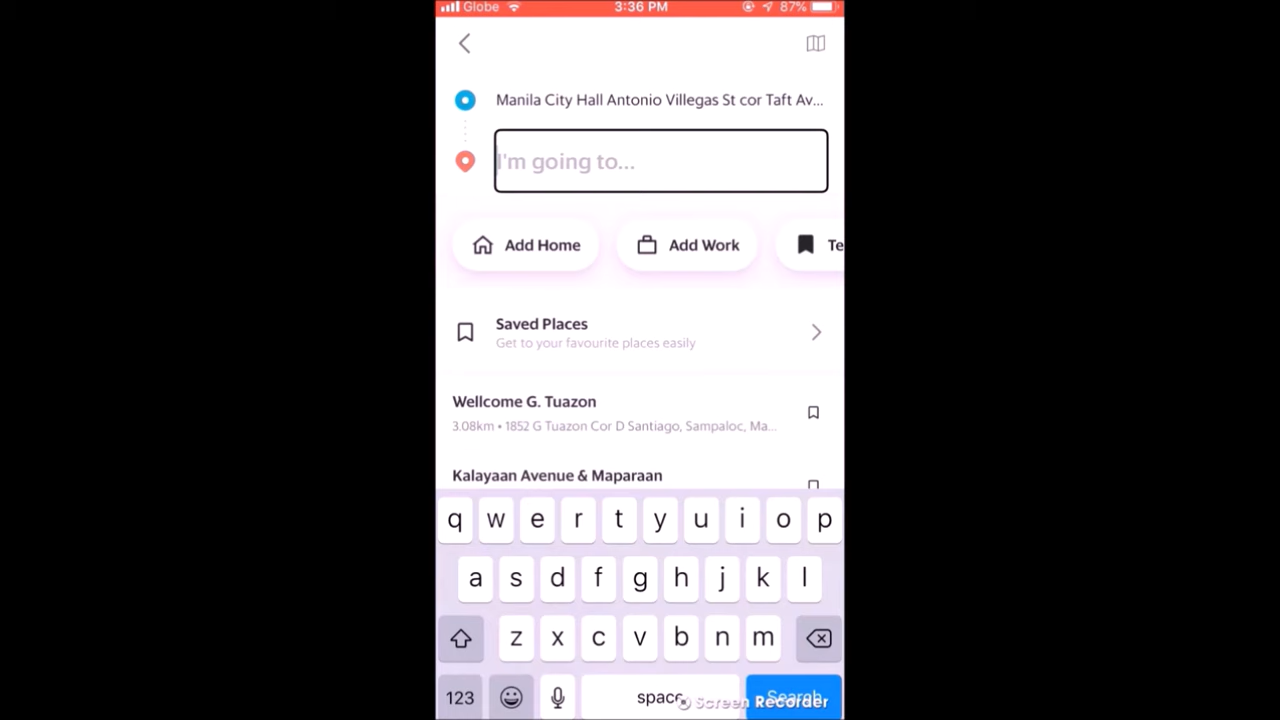 Globe 3:36 PM 87%
Manila City Hall Antonio Villegas St cor Taft Av...
I'm going to...
Add Home Add Work Te
Saved Places
Get to your favourite places easily
Wellcome G. Tuazon
3.08km • 1852 G Tuazon Cor D Santiago, Sampaloc, Ma...
Kalayaan Avenue & Maparaan
q w e r t y u i o p
a s d f g h j k l
z x c v b n m
123 space Search
Screen Recorder